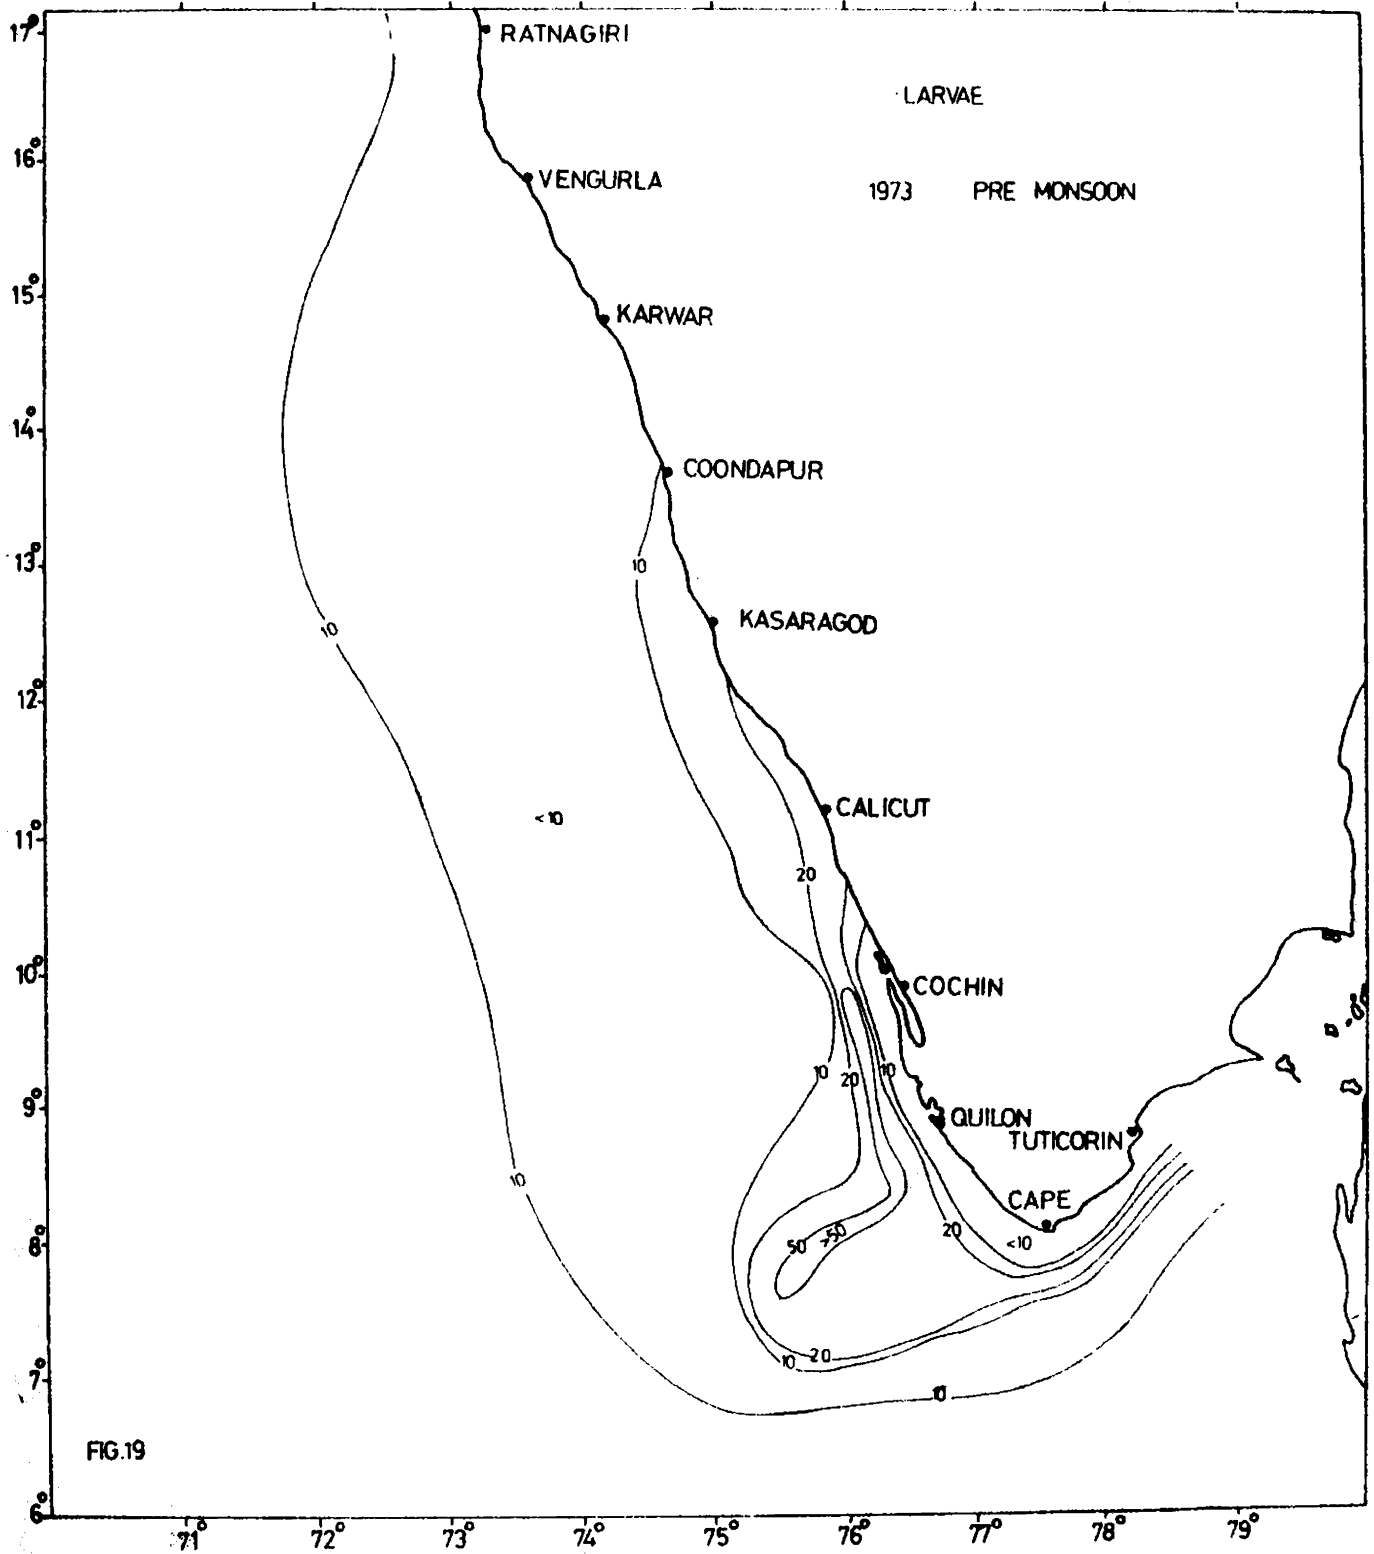 17°
RATNAGIRI
LARVAE
16°
VENGURLA
1973 PRE MONSOON
15°
KARWAR
14°
COONDAPUR
13°
10
KASARAGOD
10
12°
CALICUT
11°
<10
20
10°
COCHIN
10
20
10
9°
QUILON
TUTICORIN
10
CAPE
20
<10
8°
50
>50
10
20
7°
10
FIG.19
6°
71° 72° 73° 74° 75° 76° 77° 78° 79°